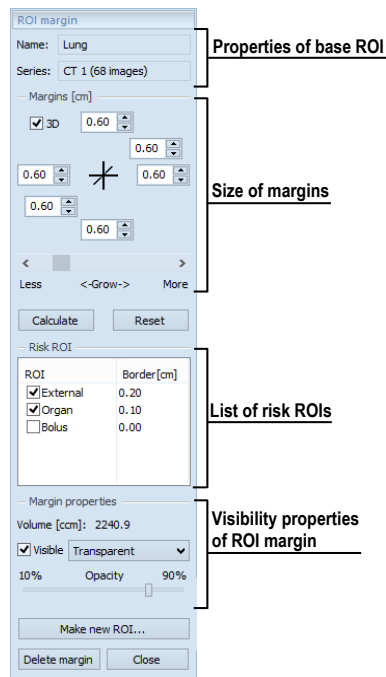 ROI margin
Name: Lung
Series: CT 1 (68 images)
Properties of base ROI
Margins [cm]
3D 0.60
0.60
0.60 0.60
0.60
0.60
Size of margins
< >
Less <-Grow-> More
Calculate Reset
Risk ROI
ROI Border[cm]
External 0.20
Organ 0.10
Bolus 0.00
List of risk ROIs
Margin properties
Volume [ccm]: 2240.9
Visible Transparent
10% Opacity 90%
Visibility properties
of ROI margin
Make new ROI...
Delete margin Close